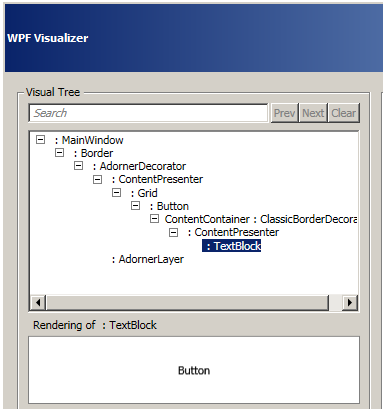 WPF Visualizer
Visual Tree
Search
Prev Next Clear
: MainWindow
: Border
: AdornerDecorator
: ContentPresenter
: Grid
: Button
ContentContainer : ClassicBorderDecora
: ContentPresenter
: TextBlock
: AdornerLayer
Rendering of : TextBlock
Button